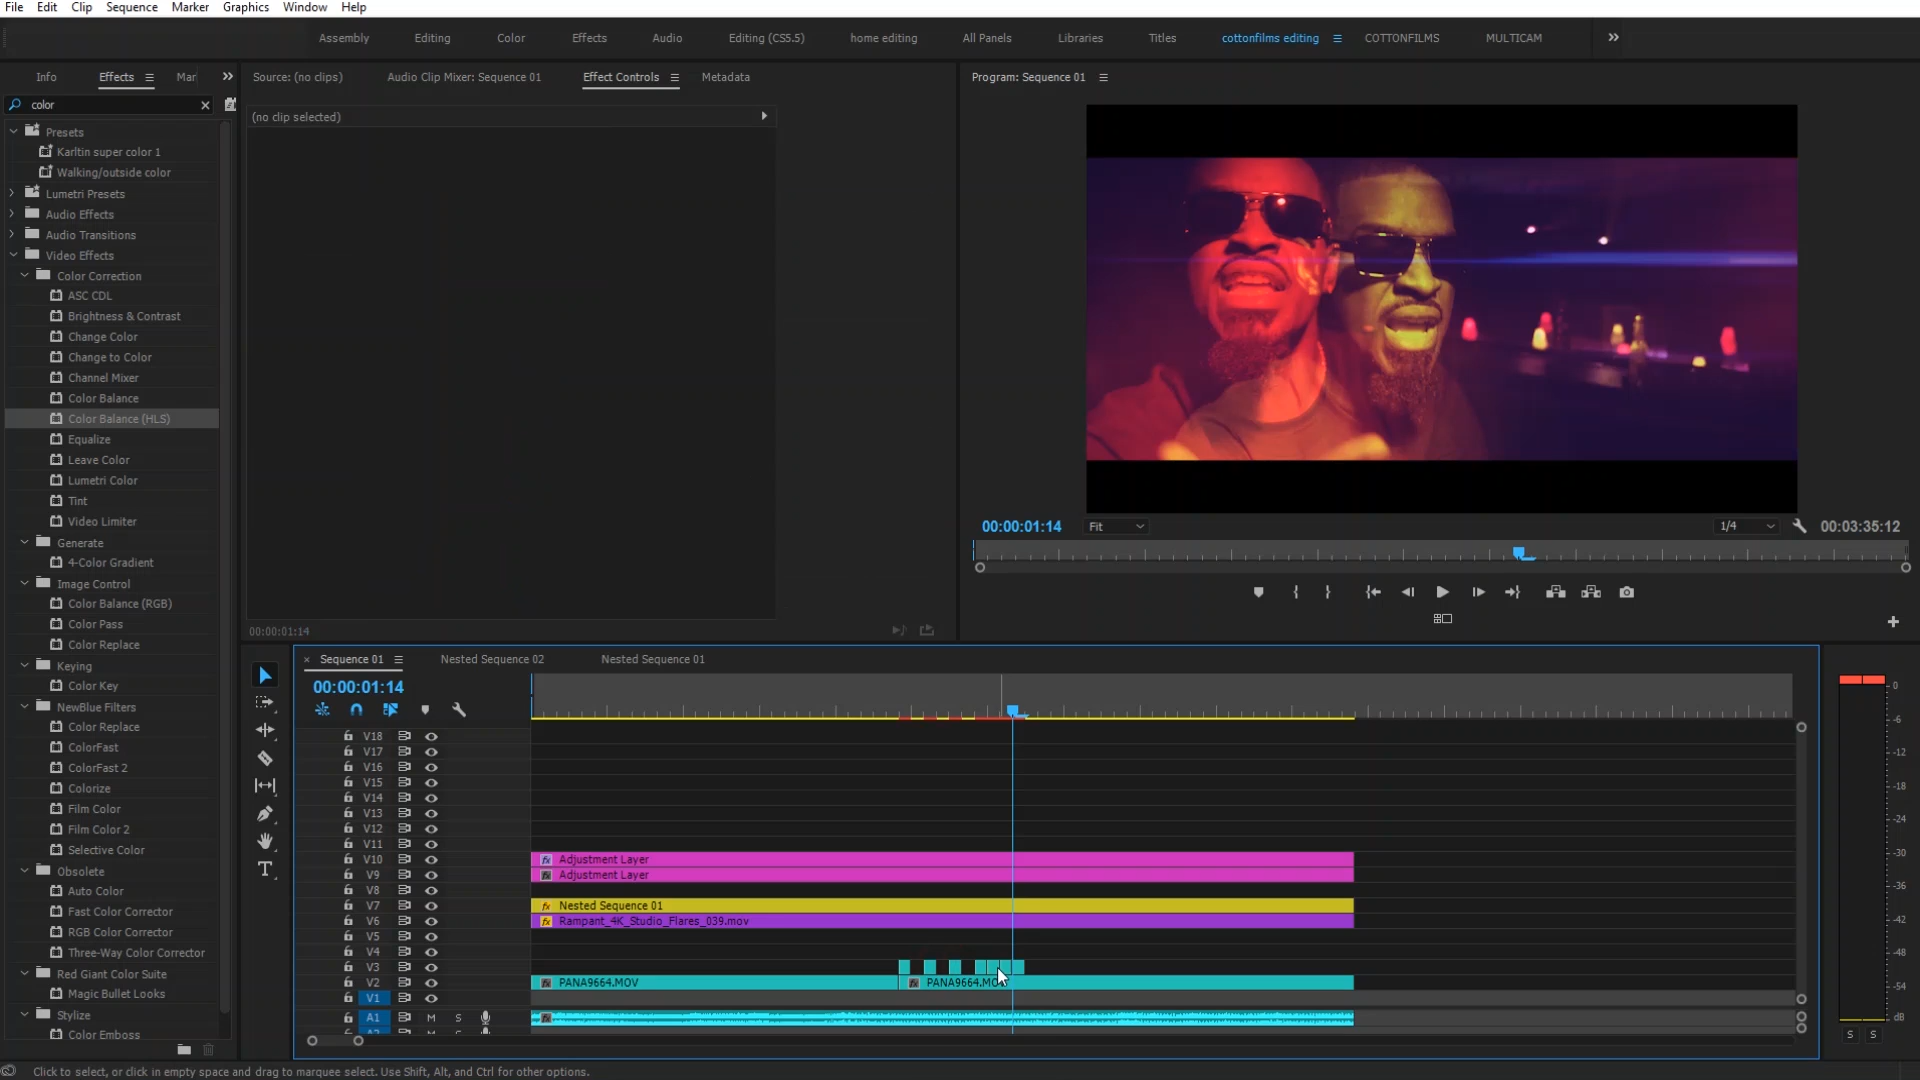 File Edit Clip Sequence Marker Graphics Window Help
Assembly Editing Color Effects Audio Editing (CS5.5) home editing All Panels Libraries Titles cottonfilms editing COTTONFILMS MULTICAM
Info Effects Mar
Source: (no clips) Audio Clip Mixer: Sequence 01 Effect Controls Metadata
Program: Sequence 01
color
(no clip selected)
Presets
Karltin super color 1
Walking/outside color
Lumetri Presets
Audio Effects
Audio Transitions
Video Effects
Color Correction
ASC CDL
Brightness & Contrast
Change Color
Change to Color
Channel Mixer
Color Balance
Color Balance (HLS)
Equalize
Leave Color
Lumetri Color
Tint
Video Limiter
Generate
4-Color Gradient
Image Control
Color Balance (RGB)
Color Pass
Color Replace
Keying
Color Key
NewBlue Filters
Color Replace
ColorFast
ColorFast 2
Colorize
Film Color
Film Color 2
Selective Color
Obsolete
Auto Color
Fast Color Corrector
RGB Color Corrector
Three-Way Color Corrector
Red Giant Color Suite
Magic Bullet Looks
Stylize
Color Emboss
00:00:01:14
00:00:01:14 Fit 1/4 00:03:35:12
Sequence 01 Nested Sequence 02 Nested Sequence 01
00:00:01:14
V18
V17
V16
V15
V14
V13
V12
V11
V10 fx Adjustment Layer
V9 fx Adjustment Layer
V8
V7 fx Nested Sequence 01
V6 fx Rampant_4K_Studio_Flares_039.mov
V5
V4
V3
V2 fx PANA9664.MOV fx PANA9664.MO
V1
A1 M S fx
0
-6
-12
-18
-24
-30
-36
-42
-48
-54
dB
S S
Click to select, or click in empty space and drag to marquee select. Use Shift, Alt, and Ctrl for other options.